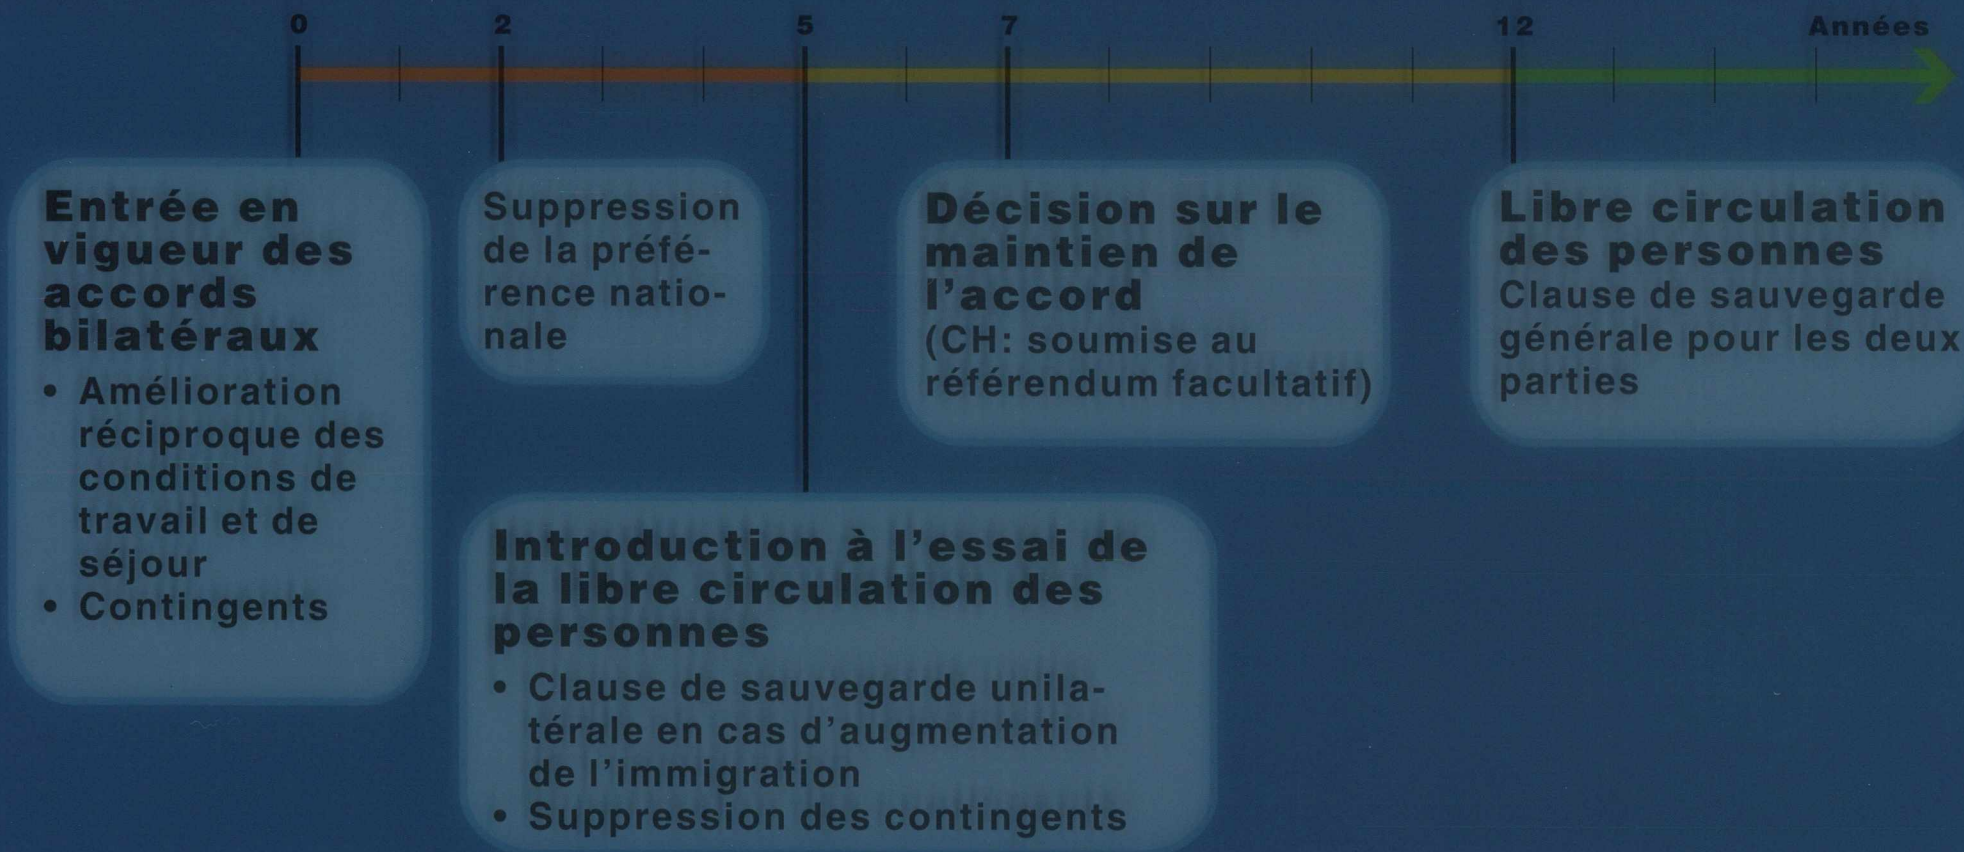 0 2 5 7 12 Années
Entrée en
vigueur des
accords
bilatéraux
• Amélioration
réciproque des
conditions de
travail et de
séjour
• Contingents
Suppression
de la préfé-
rence natio-
nale
Introduction à l’essai de
la libre circulation des
personnes
• Clause de sauvegarde unila-
térale en cas d’augmentation
de l’immigration
• Suppression des contingents
Décision sur le
maintien de
l’accord
(CH: soumise au
référendum facultatif)
Libre circulation
des personnes
Clause de sauvegarde
générale pour les deux
parties